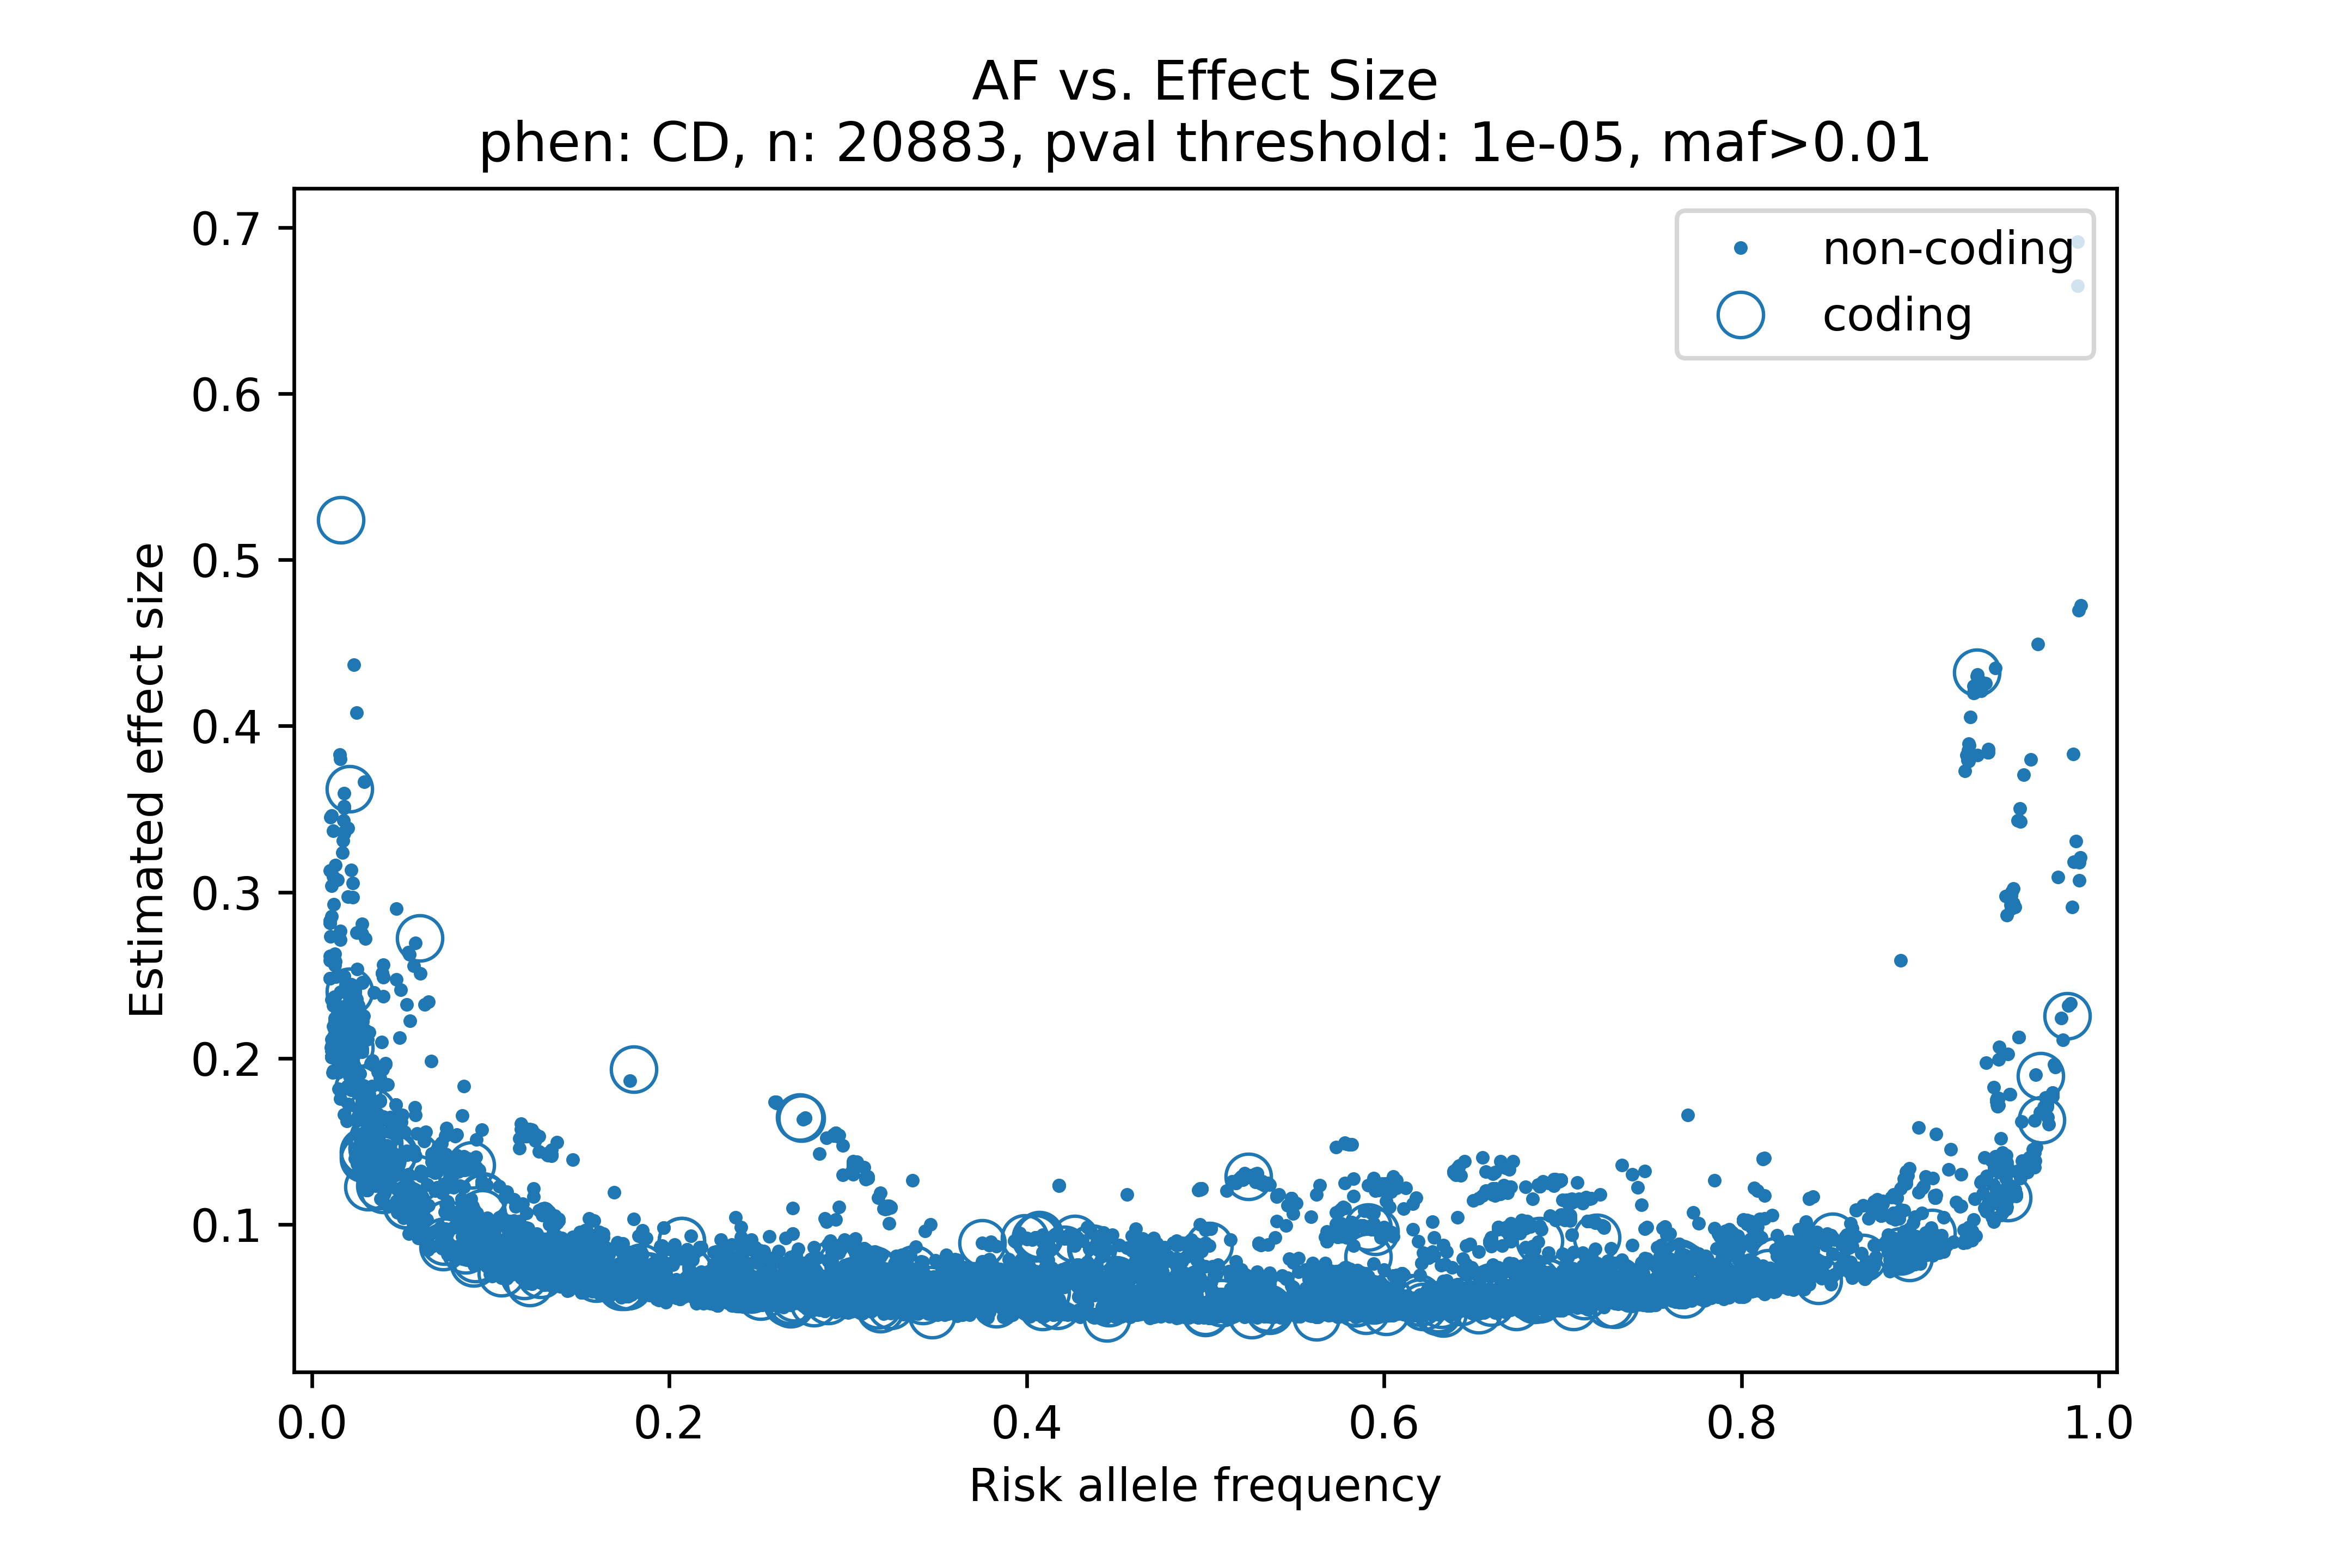 AF vs. Effect Size
phen: CD, n: 20883, pval threshold: 1e-05, maf>0.01
non-coding
coding
0.7
0.6
0.5
0.4
0.3
0.2
0.1
Estimated effect size
0.0 0.2 0.4 0.6 0.8 1.0
Risk allele frequency